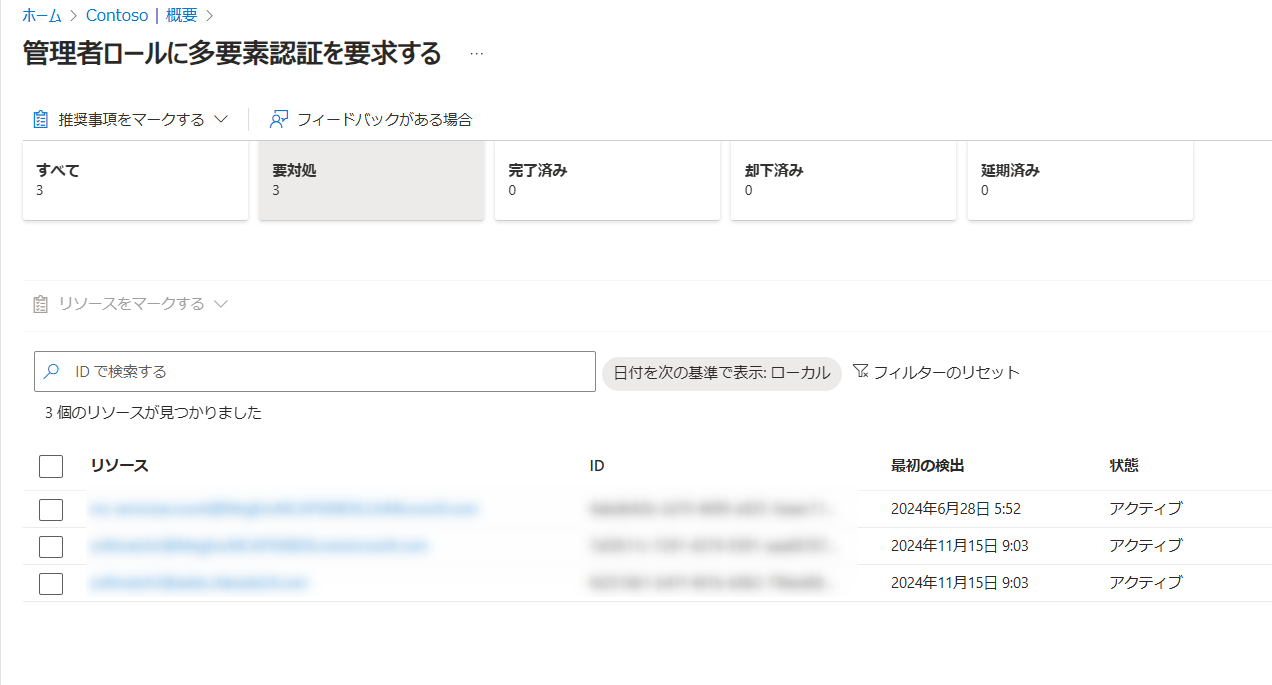 ホーム > Contoso | 概要 >
管理者ロールに多要素認証を要求する ...
推奨事項をマークする フィードバックがある場合
すべて 要対処 完了済み 却下済み 延期済み
3 3 0 0 0
リソースをマークする
ID で検索する 日付を次の基準で表示: ローカル フィルターのリセット
3 個のリソースが見つかりました
リソース ID 最初の検出 状態
2024年6月28日 5:52 アクティブ
2024年11月15日 9:03 アクティブ
2024年11月15日 9:03 アクティブ